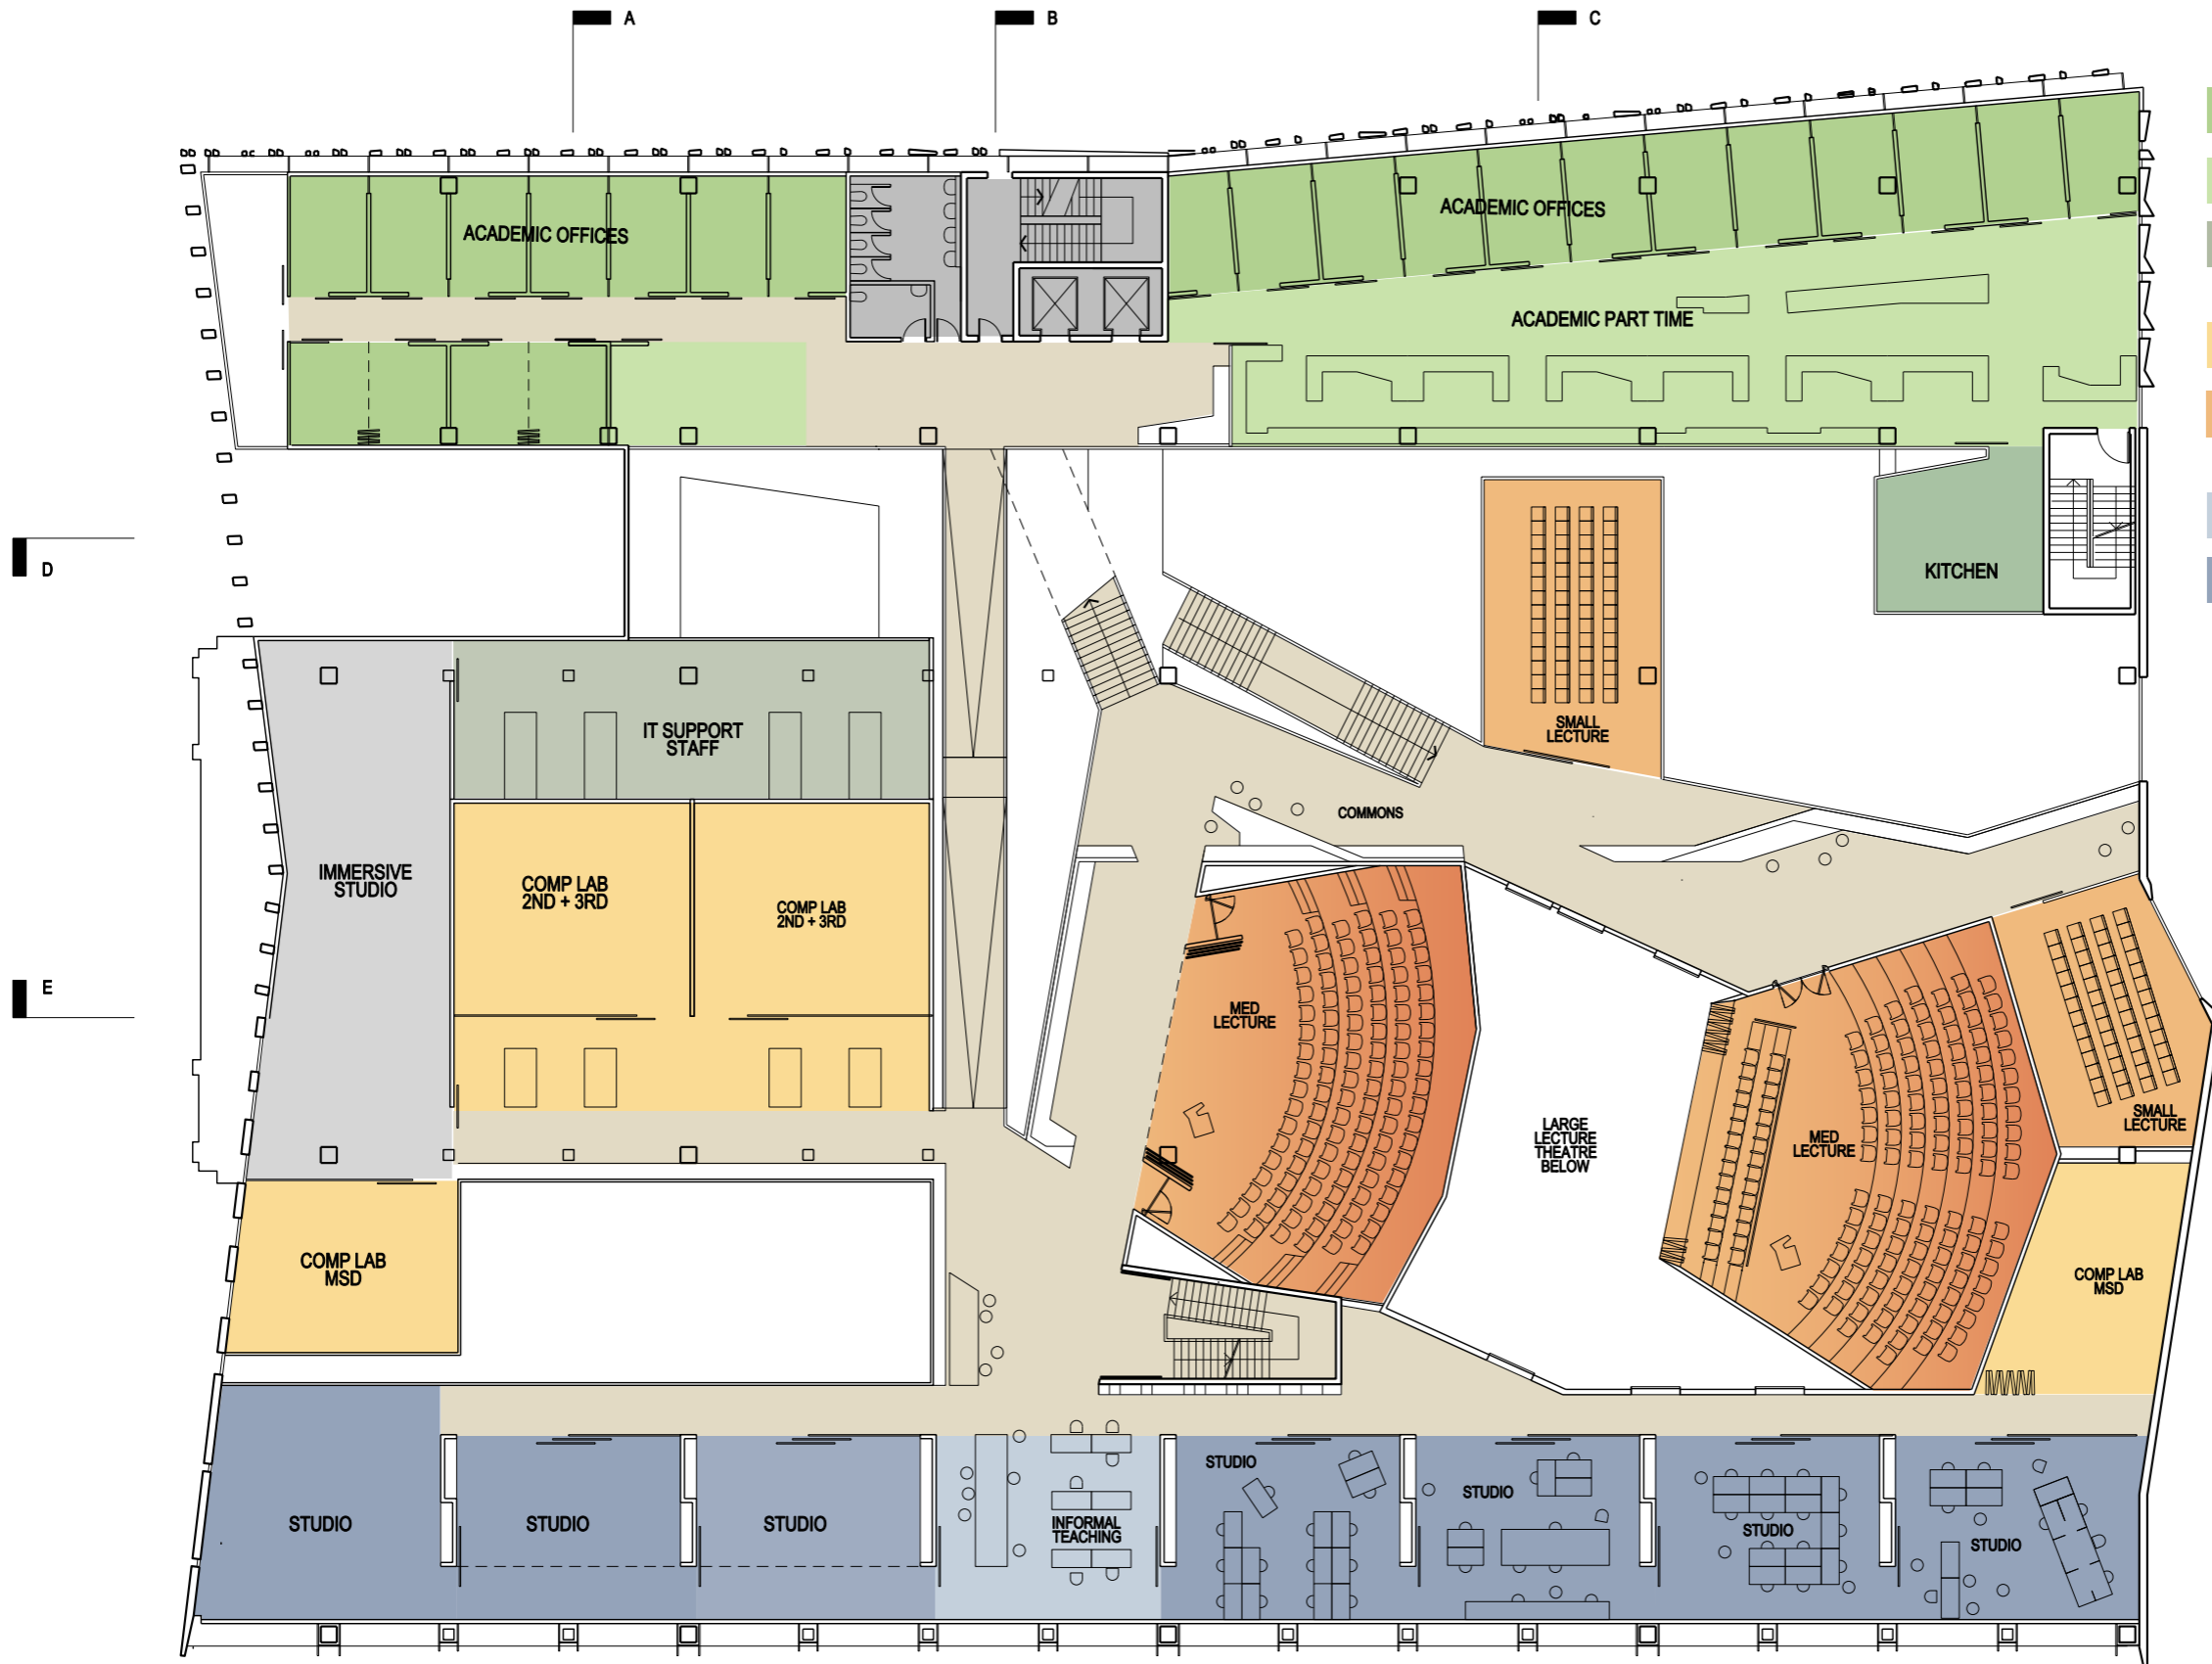 A
B
C
ACADEMIC OFFICES
ACADEMIC OFFICES
ACADEMIC PART TIME
D
KITCHEN
SMALL
LECTURE
IT SUPPORT
STAFF
COMMONS
IMMERSIVE
STUDIO
COMP LAB
2ND + 3RD
COMP LAB
2ND + 3RD
E
MED
LECTURE
LARGE
LECTURE
THEATRE
BELOW
MED
LECTURE
SMALL
LECTURE
COMP LAB
MSD
COMP LAB
MSD
STUDIO
STUDIO
STUDIO
INFORMAL
TEACHING
STUDIO
STUDIO
STUDIO
STUDIO